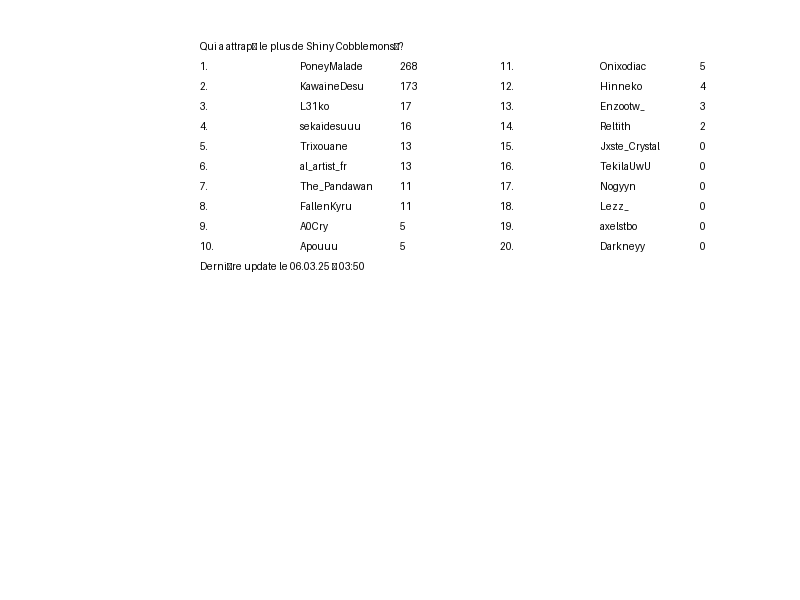 Qui a attrap▯ le plus de Shiny Cobblemons▯?
1. PoneyMalade 268 11. Onixodiac 5
2. KawaineDesu 173 12. Hinneko 4
3. L31ko 17 13. Enzootw_ 3
4. sekaidesuuu 16 14. Reltith 2
5. Trixouane 13 15. Jxste_Crystal 0
6. al_artist_fr 13 16. TekilaUwU 0
7. The_Pandawan 11 17. Nogyyn 0
8. FallenKyru 11 18. Lezz_ 0
9. A0Cry 5 19. axelstbo 0
10. Apouuu 5 20. Darkneyy 0
Derni▯re update le 06.03.25 ▯ 03:50